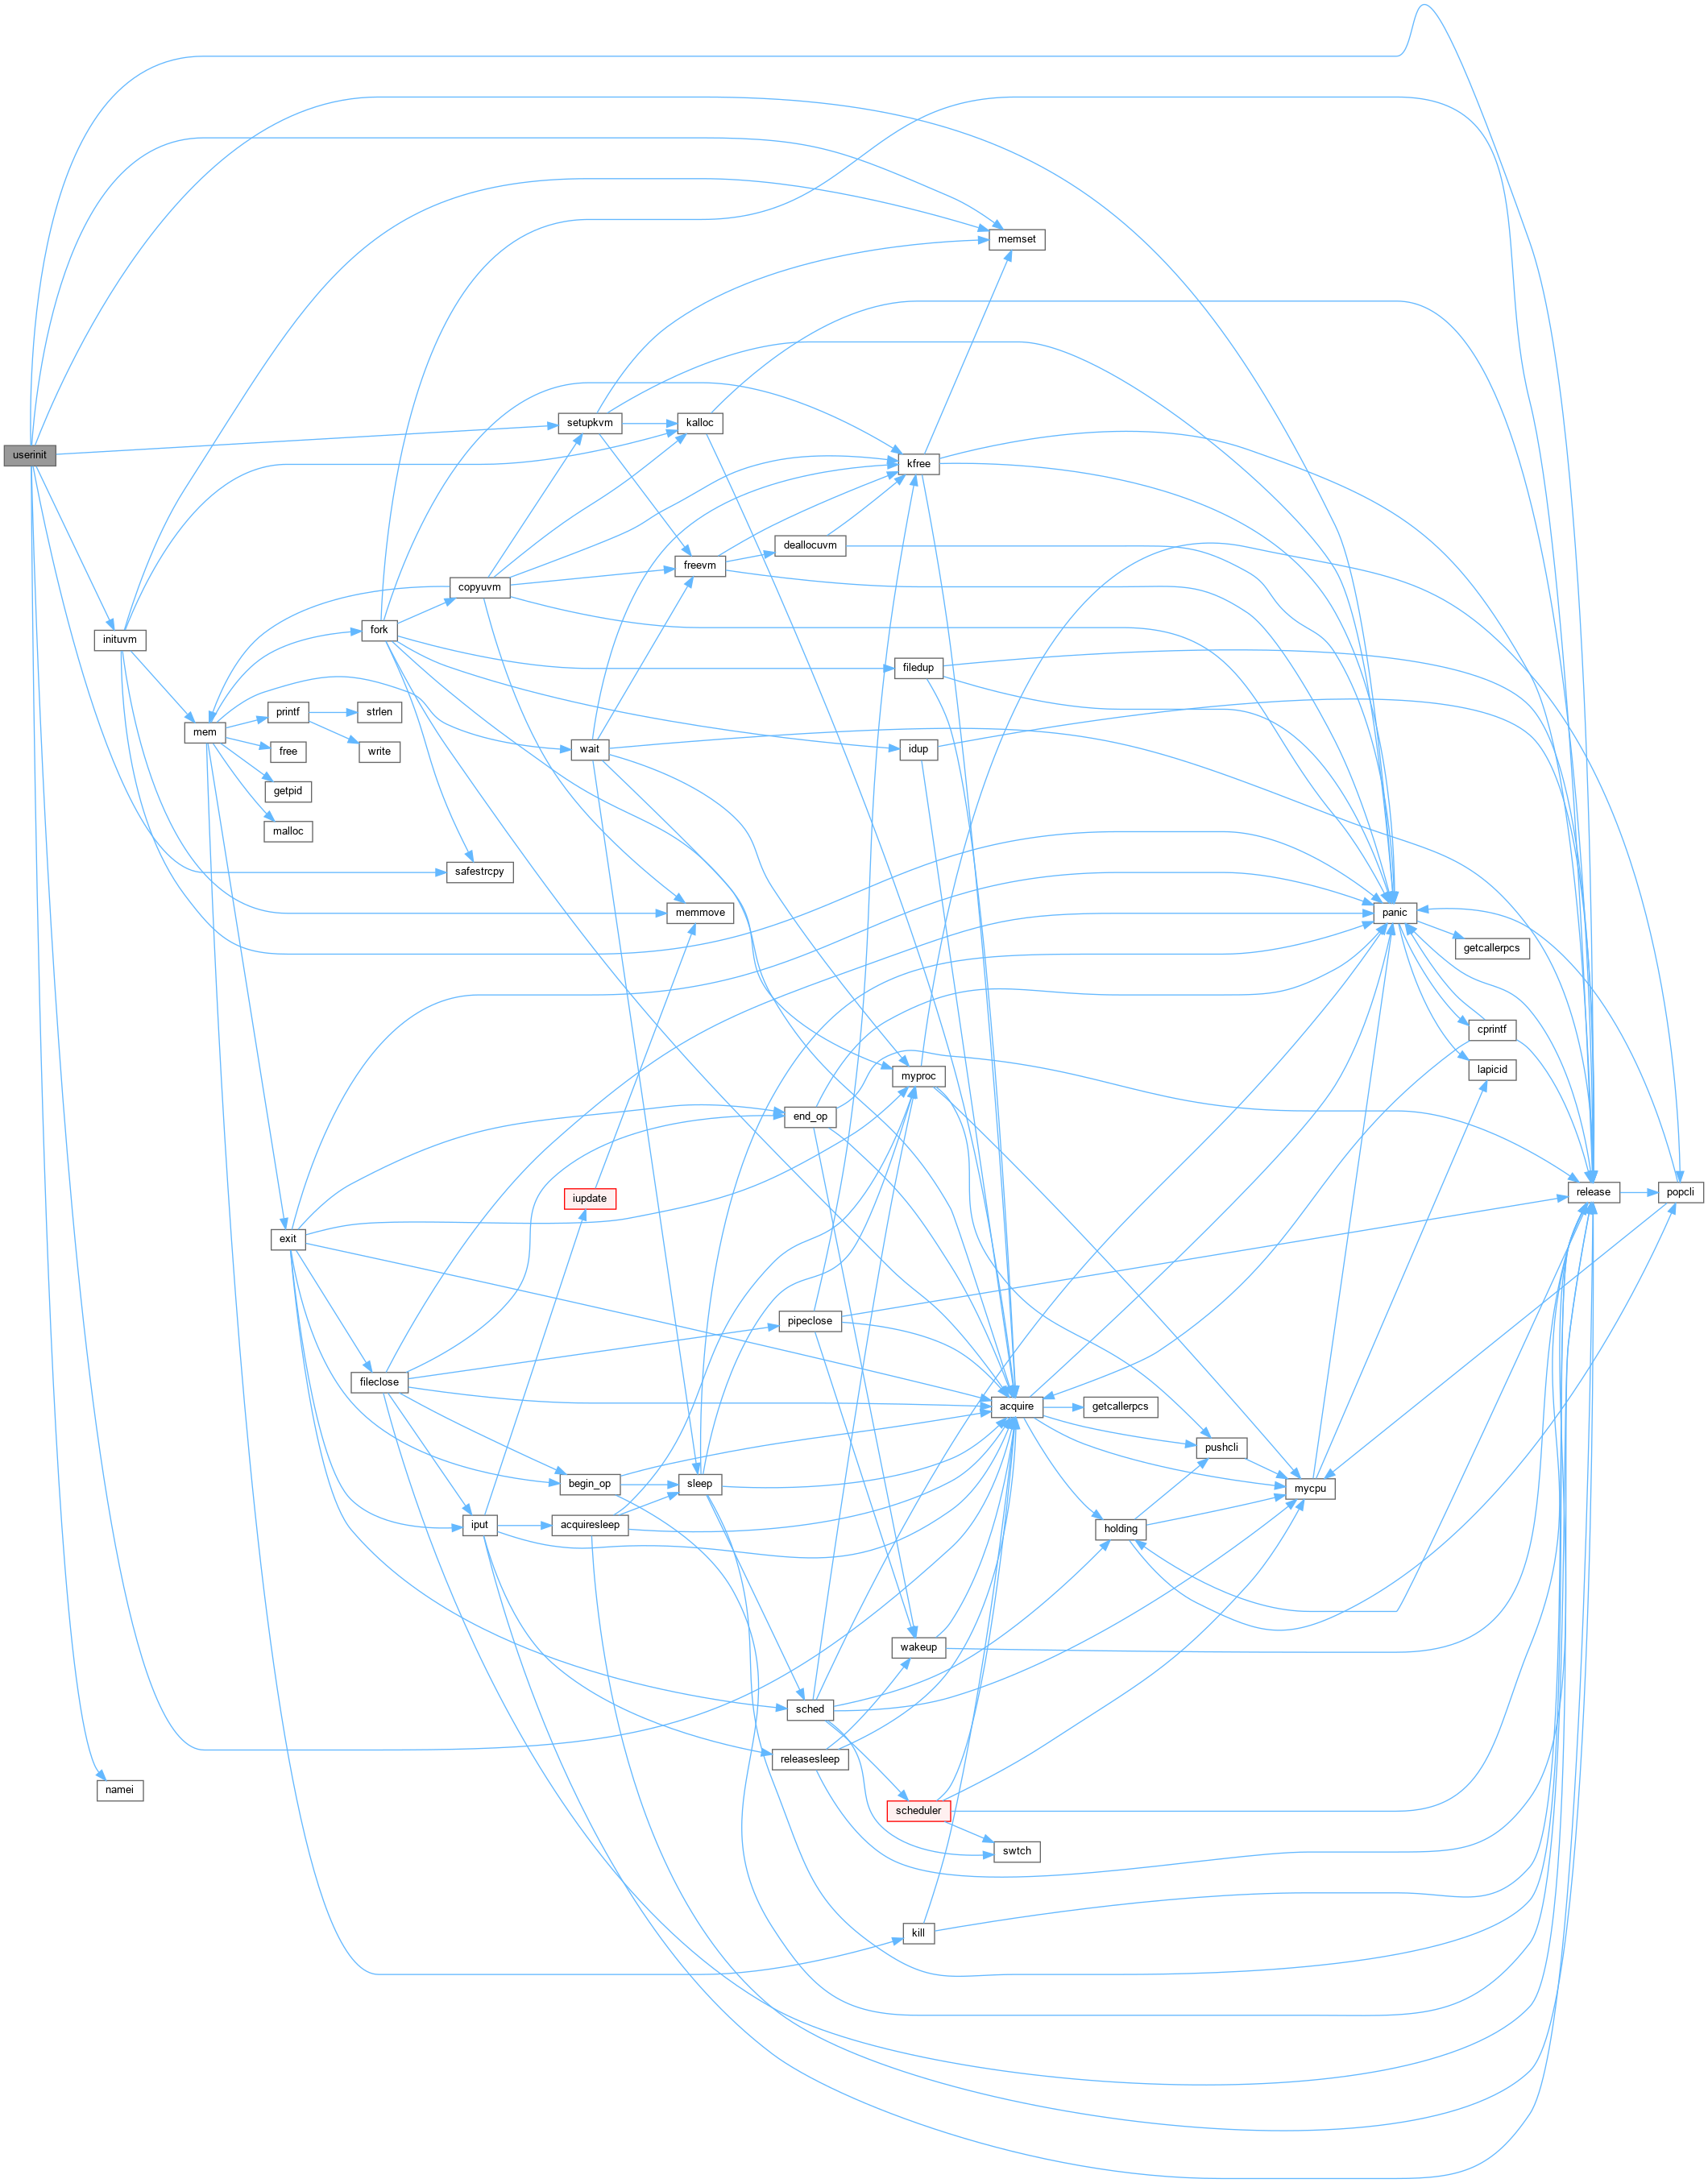 userinit
inituvm
namei
mem
printf
free
getpid
malloc
exit
fork
strlen
write
fileclose
copyuvm
safestrcpy
iput
setupkvm
wait
iupdate
begin_op
acquiresleep
kalloc
freevm
memmove
sleep
deallocuvm
end_op
pipeclose
sched
releasesleep
kfree
filedup
idup
myproc
wakeup
scheduler
kill
memset
acquire
swtch
getcallerpcs
holding
pushcli
mycpu
panic
getcallerpcs
cprintf
lapicid
release
popcli